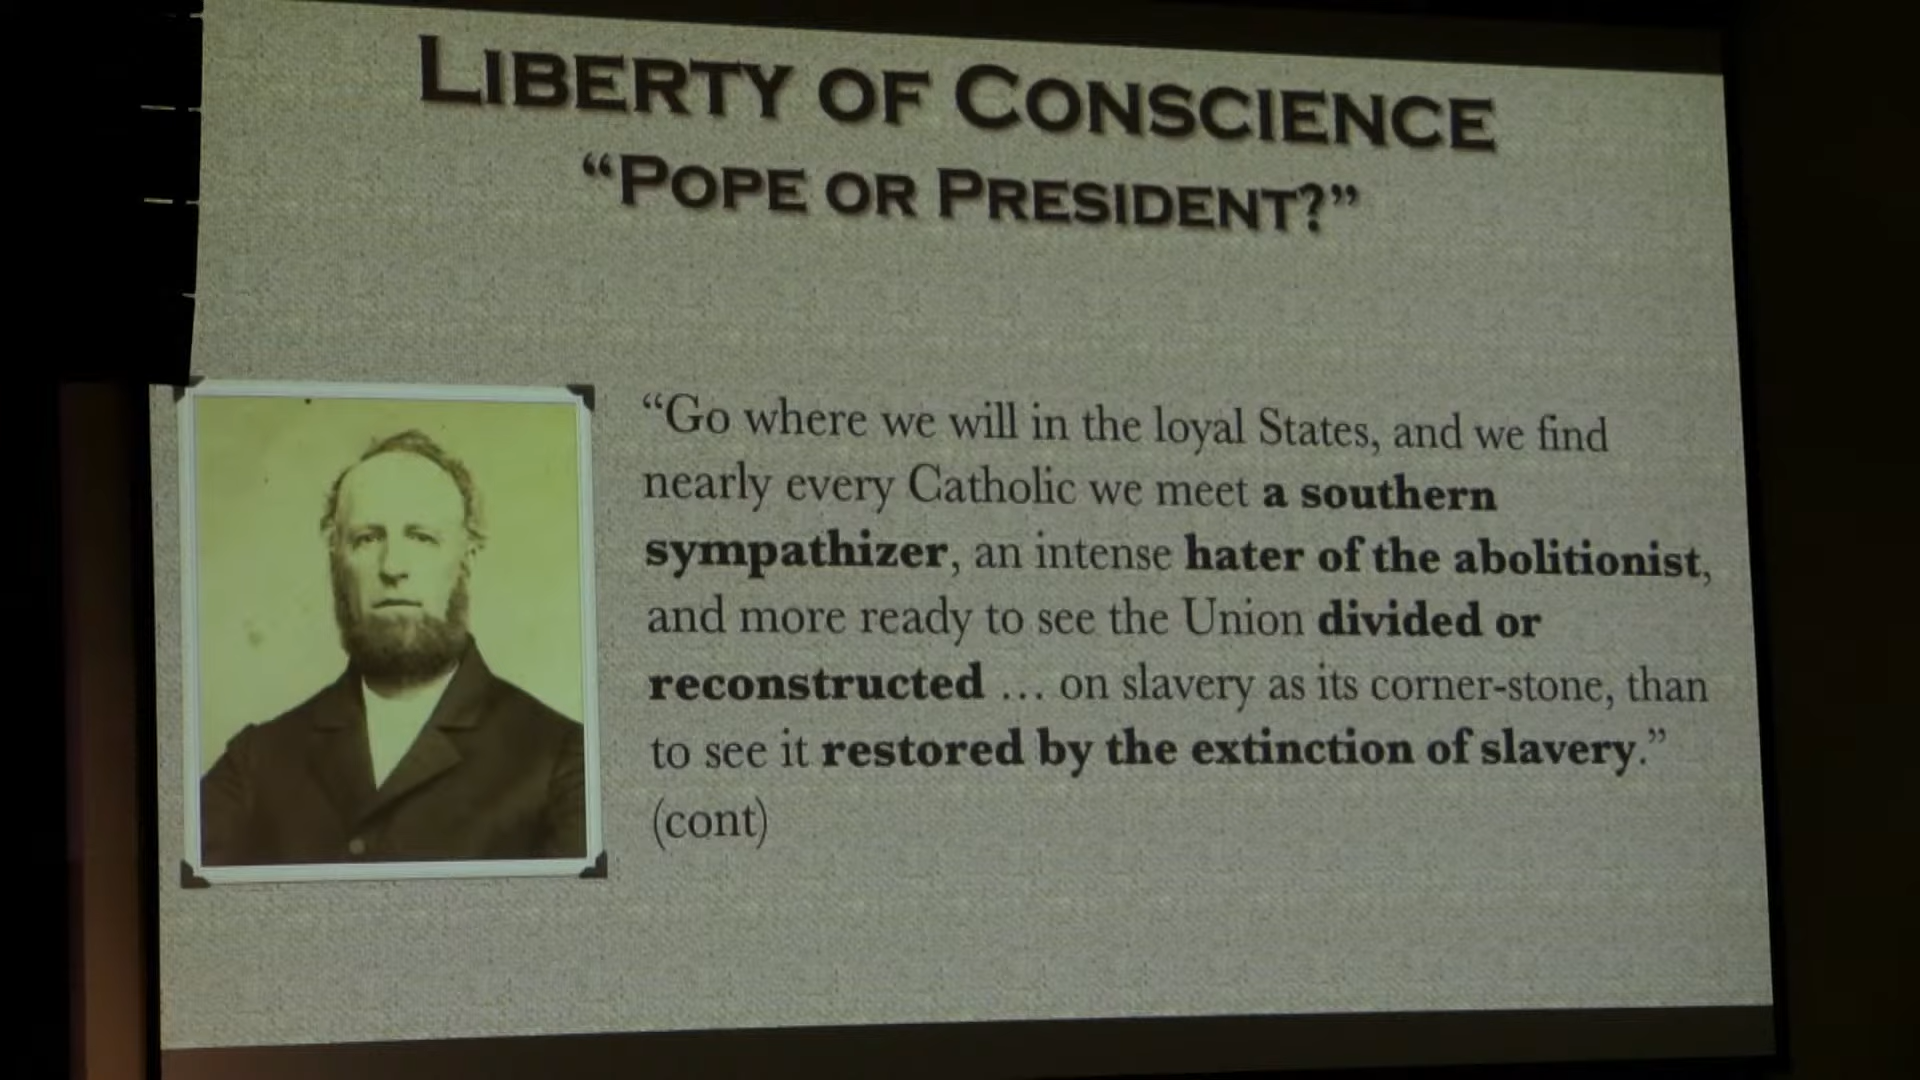 LIBERTY OF CONSCIENCE
“POPE OR PRESIDENT?”
“Go where we will in the loyal States, and we find
nearly every Catholic we meet a southern
sympathizer, an intense hater of the abolitionist,
and more ready to see the Union divided or
reconstructed … on slavery as its corner-stone, than
to see it restored by the extinction of slavery.”
(cont)